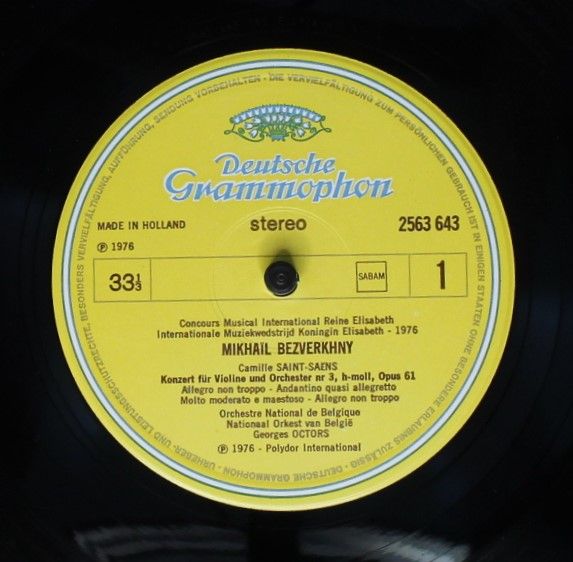 Deutsche
Grammophon
MADE IN HOLLAND
stereo
2563 643
℗ 1976
33⅓
SABAM
1
Concours Musical International Reine Elisabeth
Internationale Muziekwedstrijd Koningin Elisabeth - 1976
MIKHAÏL BEZVERKHNY
Camille SAINT-SAENS
Konzert für Violine und Orchester nr 3, h-moll, Opus 61
Allegro non troppo - Andantino quasi allegretto
Molto moderato e maestoso - Allegro non troppo
Orchestre National de Belgique
Nationaal Orkest van België
Georges OCTORS
℗ 1976 - Polydor International
DEUTSCHE GRAMMOPHON - URHEBER- UND LEISTUNGSSCHUTZRECHTE, BESONDERS VERVIELFÄLTIGUNG, AUFFÜHRUNG, SENDUNG VORBEHALTEN - DIE VERVIELFÄLTIGUNG ZUM PERSÖNLICHEN GEBRAUCH IST IN EINIGEN STAATEN OHNE BESONDERE ERLAUBNIS ZULÄSSIG -